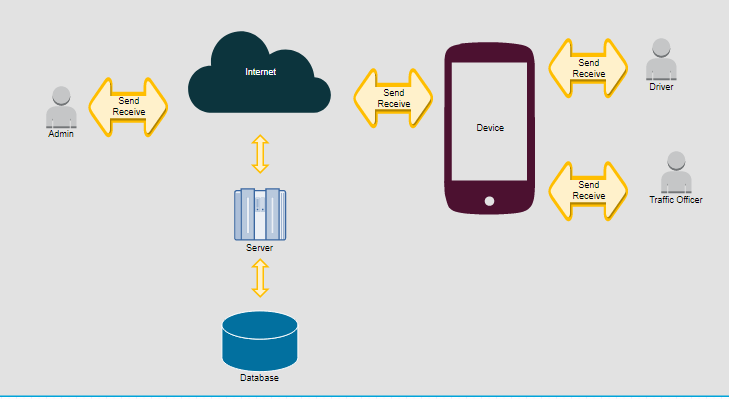 Internet
Send
Receive
Driver
Send
Receive
Admin
Send
Receive
Device
Send
Receive
Traffic Officer
Server
Database